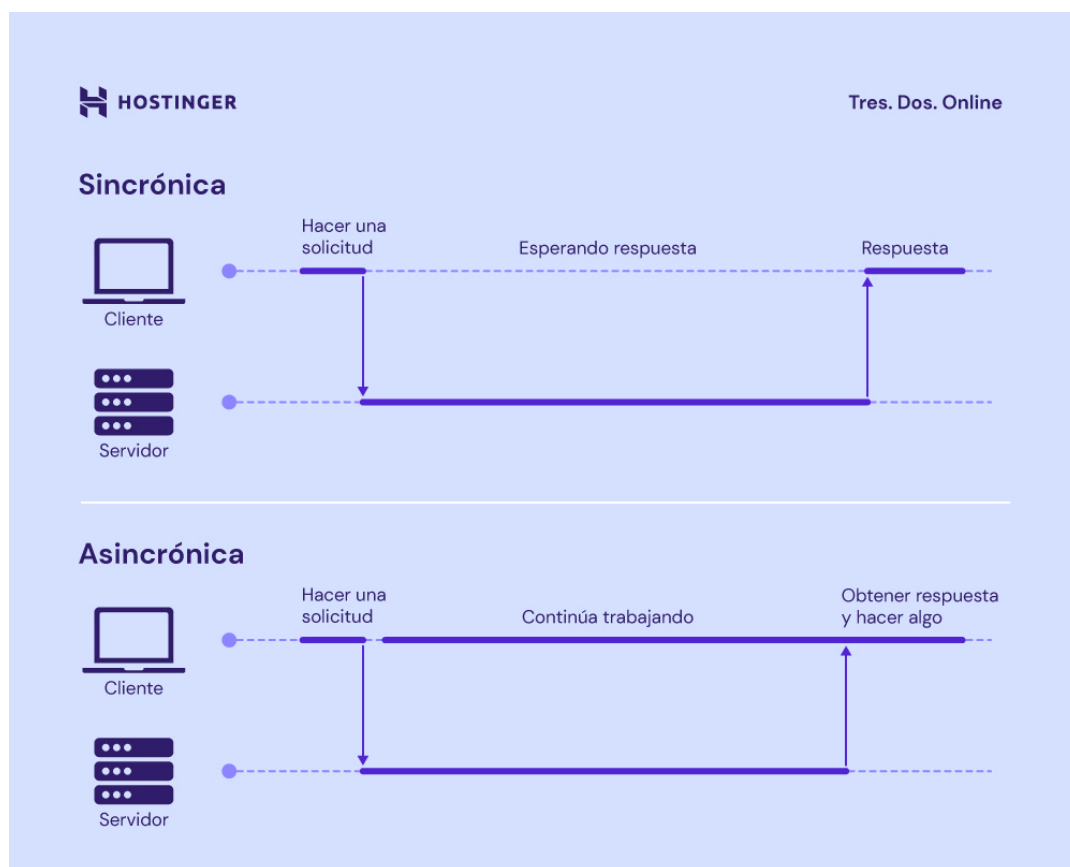 HOSTINGER
Tres. Dos. Online
Sincrónica
Hacer una
solicitud
Esperando respuesta
Respuesta
Cliente
Servidor
Asincrónica
Hacer una
solicitud
Continúa trabajando
Obtener respuesta
y hacer algo
Cliente
Servidor